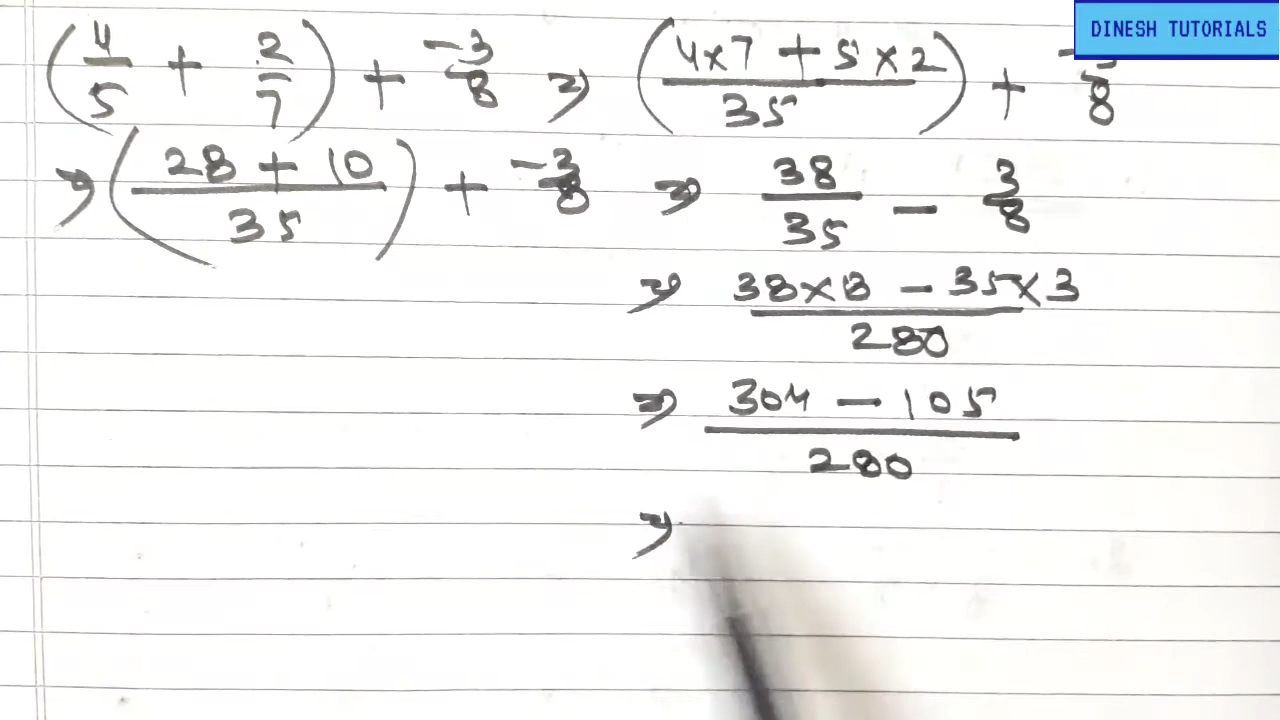 DINESH TUTORIALS
(4/5 + 2/7) + -3/8 ⇒ (4×7 + 5×2 / 35) + -3/8
⇒ (28 + 10 / 35) + -3/8 ⇒ 38/35 - 3/8
⇒ 38×8 - 35×3 / 280
⇒ 304 - 105 / 280
⇒